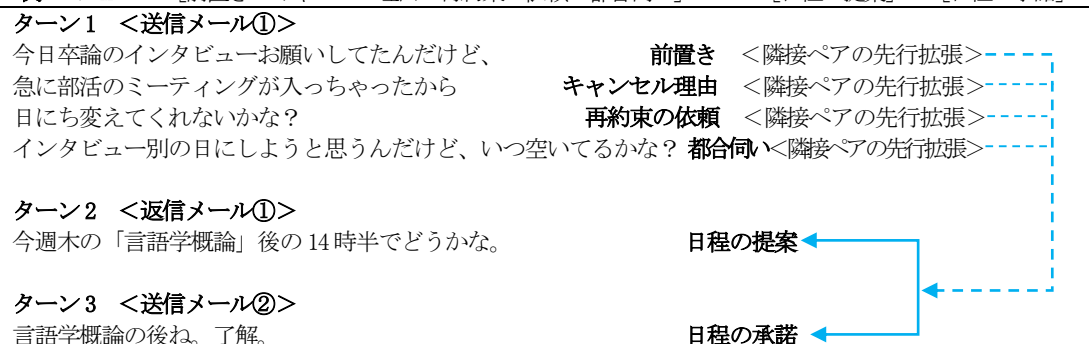 ターン1 <送信メール①>
今日卒論のインタビューお願いしてたんだけど、 前置き <隣接ペアの先行拡張>
急に部活のミーティングが入っちゃったから キャンセル理由 <隣接ペアの先行拡張>
日にち変えてくれないかな? 再約束の依頼 <隣接ペアの先行拡張>
インタビュー別の日にしようと思うんだけど、いつ空いてるかな? 都合伺い<隣接ペアの先行拡張>
ターン2 <返信メール①>
今週木の「言語学概論」後の14時半でどうかな。 日程の提案
ターン3 <送信メール②>
言語学概論の後ね。了解。 日程の承諾